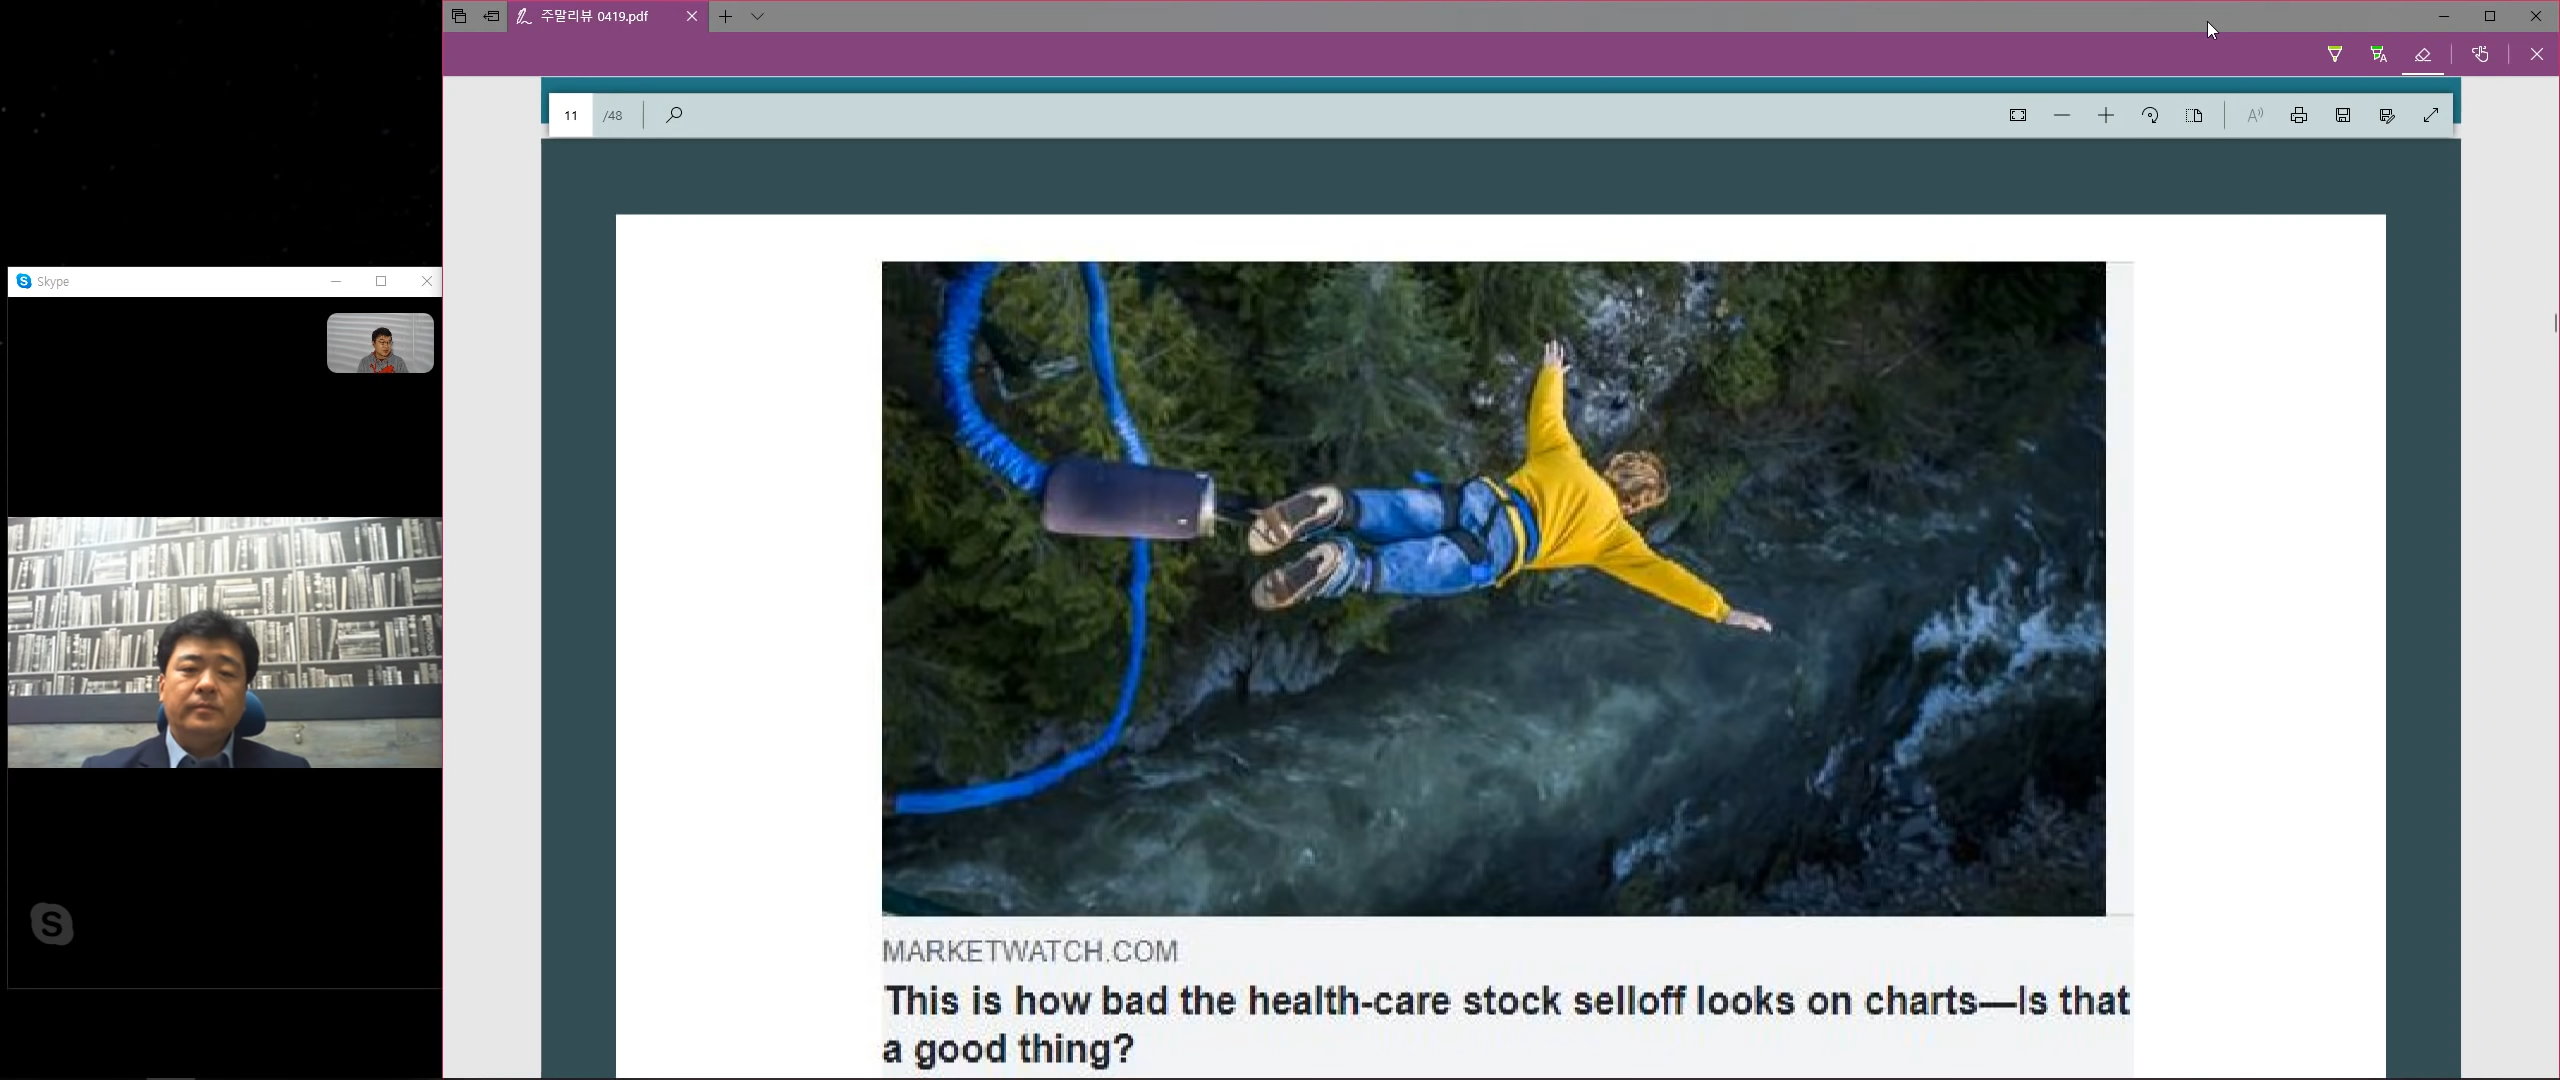 주말리뷰 0419.pdf
11 /48
Skype
MARKETWATCH.COM
This is how bad the health-care stock selloff looks on charts—Is that
a good thing?